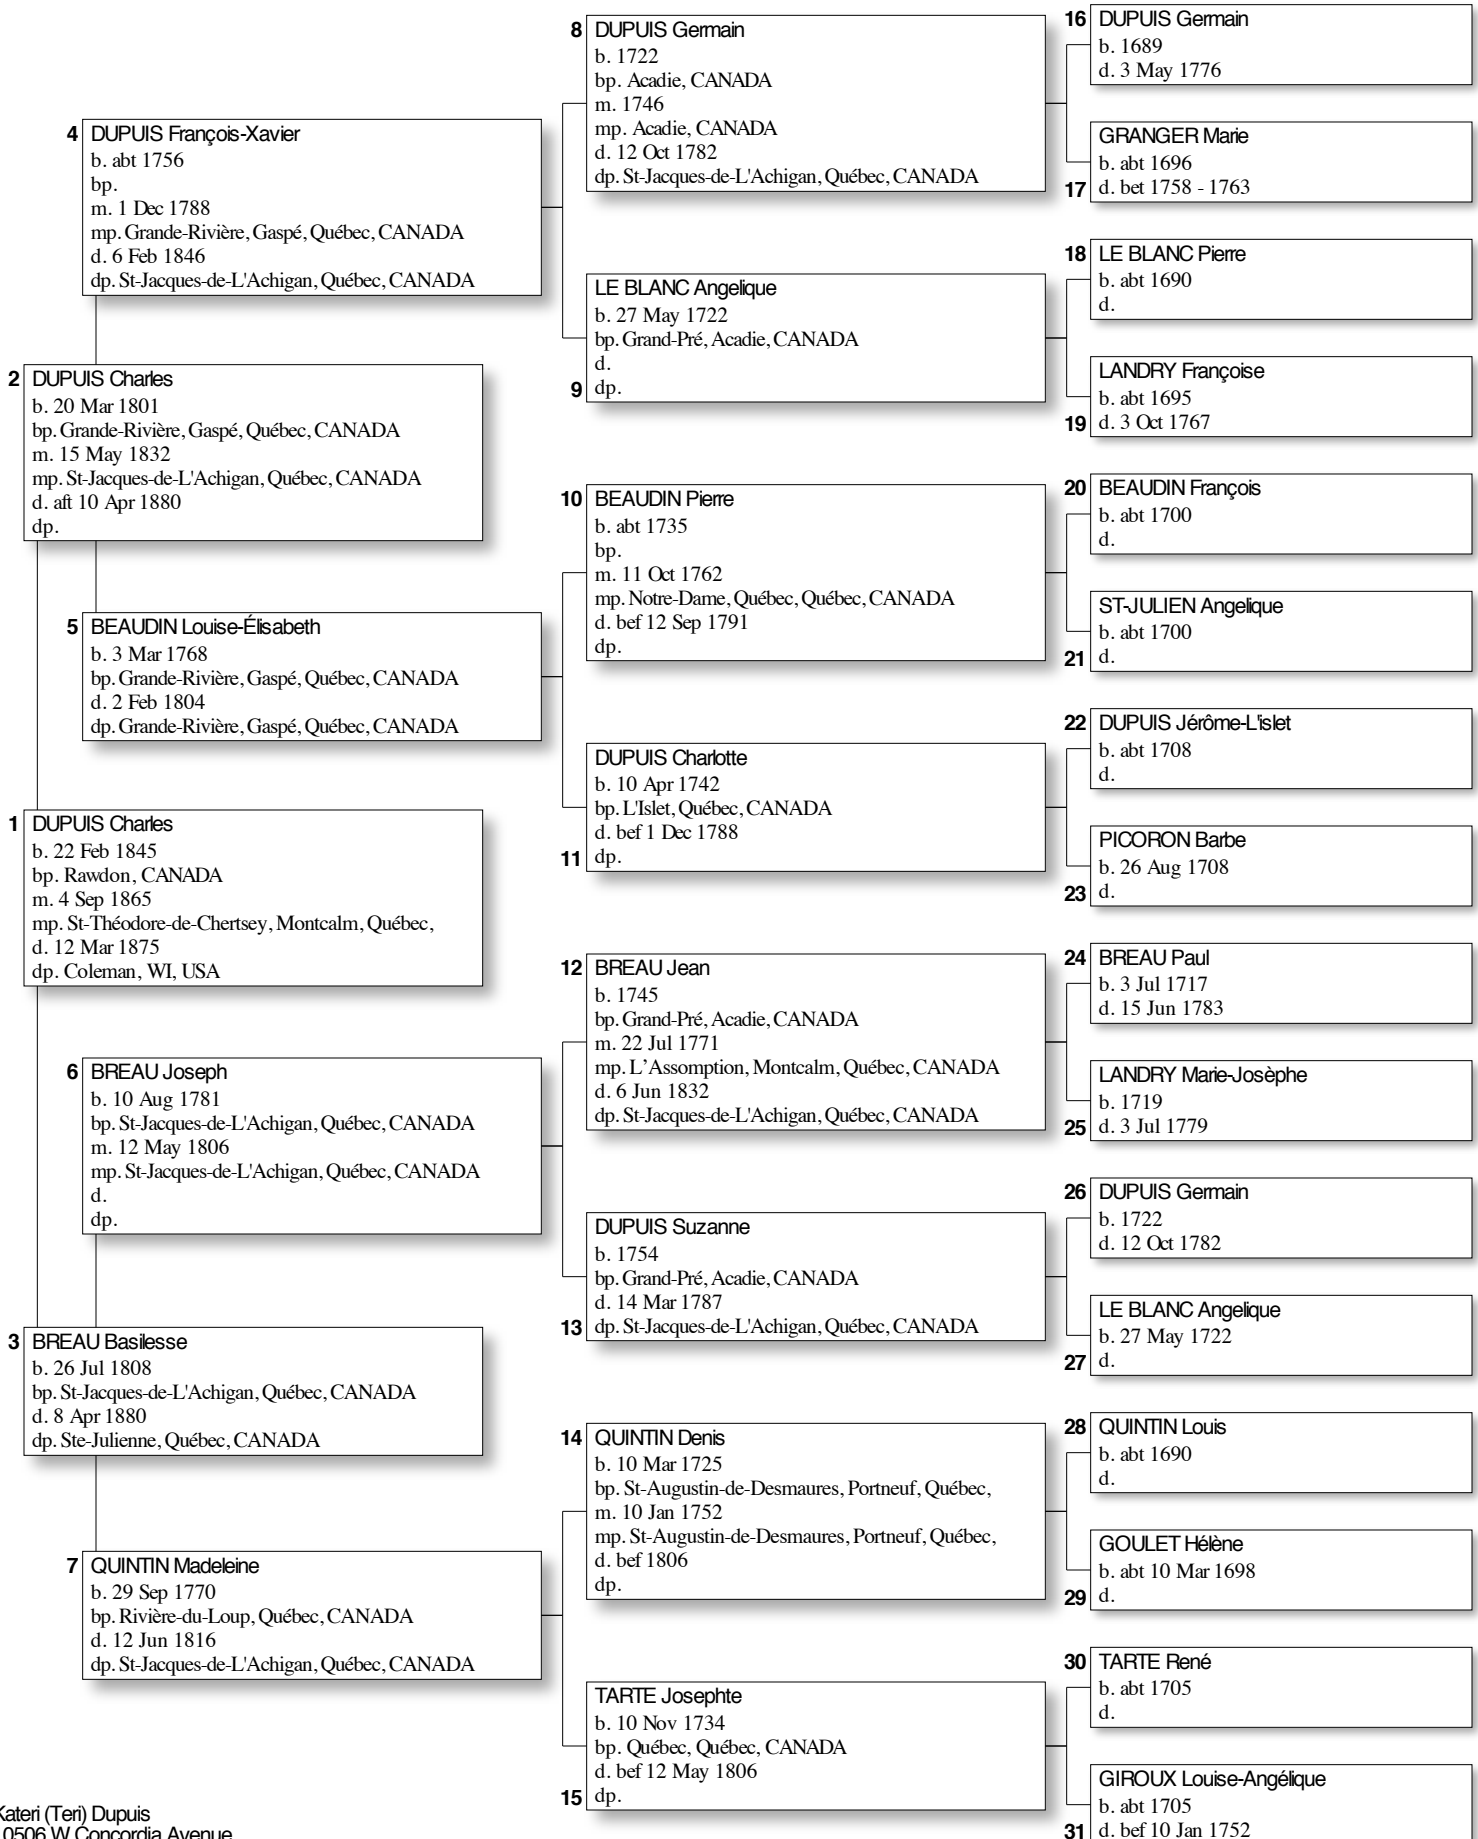 8 DUPUIS Germain
b. 1722
bp. Acadie, CANADA
m. 1746
mp. Acadie, CANADA
d. 12 Oct 1782
dp. St-Jacques-de-L'Achigan, Québec, CANADA
16 DUPUIS Germain
b. 1689
d. 3 May 1776
GRANGER Marie
b. abt 1696
17 d. bet 1758 - 1763
4 DUPUIS François-Xavier
b. abt 1756
bp.
m. 1 Dec 1788
mp. Grande-Rivière, Gaspé, Québec, CANADA
d. 6 Feb 1846
dp. St-Jacques-de-L'Achigan, Québec, CANADA
LE BLANC Angelique
b. 27 May 1722
bp. Grand-Pré, Acadie, CANADA
d.
9 dp.
18 LE BLANC Pierre
b. abt 1690
d.
LANDRY Françoise
b. abt 1695
19 d. 3 Oct 1767
2 DUPUIS Charles
b. 20 Mar 1801
bp. Grande-Rivière, Gaspé, Québec, CANADA
m. 15 May 1832
mp. St-Jacques-de-L'Achigan, Québec, CANADA
d. aft 10 Apr 1880
dp.
10 BEAUDIN Pierre
b. abt 1735
bp.
m. 11 Oct 1762
mp. Notre-Dame, Québec, Québec, CANADA
d. bef 12 Sep 1791
dp.
20 BEAUDIN François
b. abt 1700
d.
ST-JULIEN Angelique
b. abt 1700
21 d.
5 BEAUDIN Louise-Élisabeth
b. 3 Mar 1768
bp. Grande-Rivière, Gaspé, Québec, CANADA
d. 2 Feb 1804
dp. Grande-Rivière, Gaspé, Québec, CANADA
DUPUIS Charlotte
b. 10 Apr 1742
bp. L'Islet, Québec, CANADA
d. bef 1 Dec 1788
11 dp.
22 DUPUIS Jérôme-L'islet
b. abt 1708
d.
PICORON Barbe
b. 26 Aug 1708
23 d.
1 DUPUIS Charles
b. 22 Feb 1845
bp. Rawdon, CANADA
m. 4 Sep 1865
mp. St-Théodore-de-Chertsey, Montcalm, Québec,
d. 12 Mar 1875
dp. Coleman, WI, USA
12 BREAU Jean
b. 1745
bp. Grand-Pré, Acadie, CANADA
m. 22 Jul 1771
mp. L’Assomption, Montcalm, Québec, CANADA
d. 6 Jun 1832
dp. St-Jacques-de-L'Achigan, Québec, CANADA
24 BREAU Paul
b. 3 Jul 1717
d. 15 Jun 1783
LANDRY Marie-Josèphe
b. 1719
25 d. 3 Jul 1779
6 BREAU Joseph
b. 10 Aug 1781
bp. St-Jacques-de-L'Achigan, Québec, CANADA
m. 12 May 1806
mp. St-Jacques-de-L'Achigan, Québec, CANADA
d.
dp.
DUPUIS Suzanne
b. 1754
bp. Grand-Pré, Acadie, CANADA
d. 14 Mar 1787
13 dp. St-Jacques-de-L'Achigan, Québec, CANADA
26 DUPUIS Germain
b. 1722
d. 12 Oct 1782
LE BLANC Angelique
b. 27 May 1722
27 d.
3 BREAU Basilesse
b. 26 Jul 1808
bp. St-Jacques-de-L'Achigan, Québec, CANADA
d. 8 Apr 1880
dp. Ste-Julienne, Québec, CANADA
14 QUINTIN Denis
b. 10 Mar 1725
bp. St-Augustin-de-Desmaures, Portneuf, Québec,
m. 10 Jan 1752
mp. St-Augustin-de-Desmaures, Portneuf, Québec,
d. bef 1806
dp.
28 QUINTIN Louis
b. abt 1690
d.
GOULET Hélène
b. abt 10 Mar 1698
29 d.
7 QUINTIN Madeleine
b. 29 Sep 1770
bp. Rivière-du-Loup, Québec, CANADA
d. 12 Jun 1816
dp. St-Jacques-de-L'Achigan, Québec, CANADA
TARTE Josephte
b. 10 Nov 1734
bp. Québec, Québec, CANADA
d. bef 12 May 1806
15 dp.
30 TARTE René
b. abt 1705
d.
GIROUX Louise-Angélique
b. abt 1705
31 d. bef 10 Jan 1752
Kateri (Teri) Dupuis
0506 W Concordia Avenue